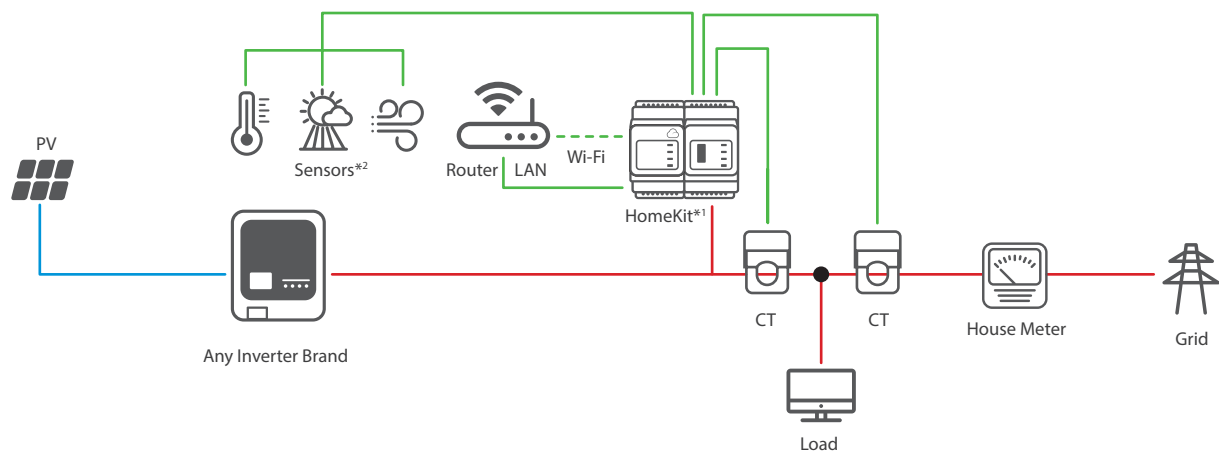 PV
Sensors*²
Router
LAN
Wi-Fi
HomeKit*¹
Any Inverter Brand
CT
CT
House Meter
Grid
Load